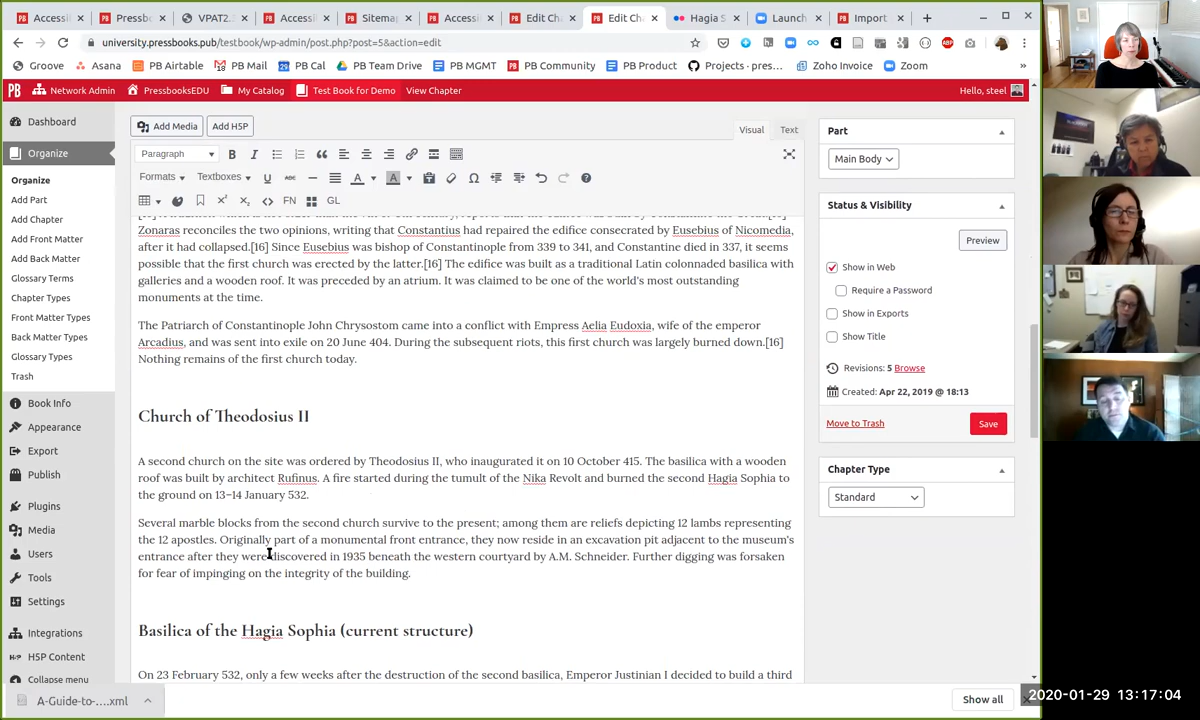 Accessil
Pressbo
VPAT2.
Accessil
Sitema
Accessil
Edit Ch
Edit Cha
Hagia S
Launch
Import
university.pressbooks.pub/testbook/wp-admin/post.php?post=5&action=edit
Groove
Asana
PB Airtable
PB Mail
PB Cal
PB Team Drive
PB MGMT
PB Community
PB Product
Projects - pres...
Zoho Invoice
Zoom
»
PB
Network Admin
PressbooksEDU
My Catalog
Test Book for Demo
View Chapter
Hello, steel
Dashboard
Organize
Organize
Add Part
Add Chapter
Add Front Matter
Add Back Matter
Glossary Terms
Chapter Types
Front Matter Types
Back Matter Types
Glossary Types
Trash
Book Info
Appearance
Export
Publish
Plugins
Media
Users
Tools
Settings
Integrations
H5P Content
Collapse menu
Add Media
Add H5P
Visual
Text
Paragraph
Formats
Textboxes
FN
GL
Zonaras reconciles the two opinions, writing that Constantius had repaired the edifice consecrated by Eusebius of Nicomedia,
after it had collapsed.[16] Since Eusebius was bishop of Constantinople from 339 to 341, and Constantine died in 337, it seems
possible that the first church was erected by the latter.[16] The edifice was built as a traditional Latin colonnaded basilica with
galleries and a wooden roof. It was preceded by an atrium. It was claimed to be one of the world's most outstanding
monuments at the time.
The Patriarch of Constantinople John Chrysostom came into a conflict with Empress Aelia Eudoxia, wife of the emperor
Arcadius, and was sent into exile on 20 June 404. During the subsequent riots, this first church was largely burned down.[16]
Nothing remains of the first church today.
Church of Theodosius II
A second church on the site was ordered by Theodosius II, who inaugurated it on 10 October 415. The basilica with a wooden
roof was built by architect Rufinus. A fire started during the tumult of the Nika Revolt and burned the second Hagia Sophia to
the ground on 13–14 January 532.
Several marble blocks from the second church survive to the present; among them are reliefs depicting 12 lambs representing
the 12 apostles. Originally part of a monumental front entrance, they now reside in an excavation pit adjacent to the museum's
entrance after they were discovered in 1935 beneath the western courtyard by A.M. Schneider. Further digging was forsaken
for fear of impinging on the integrity of the building.
Basilica of the Hagia Sophia (current structure)
On 23 February 532, only a few weeks after the destruction of the second basilica, Emperor Justinian I decided to build a third
Part
Main Body
Status & Visibility
Preview
Show in Web
Require a Password
Show in Exports
Show Title
Revisions: 5 Browse
Created: Apr 22, 2019 @ 18:13
Move to Trash
Save
Chapter Type
Standard
A-Guide-to-....xml
Show all
2020-01-29 13:17:04